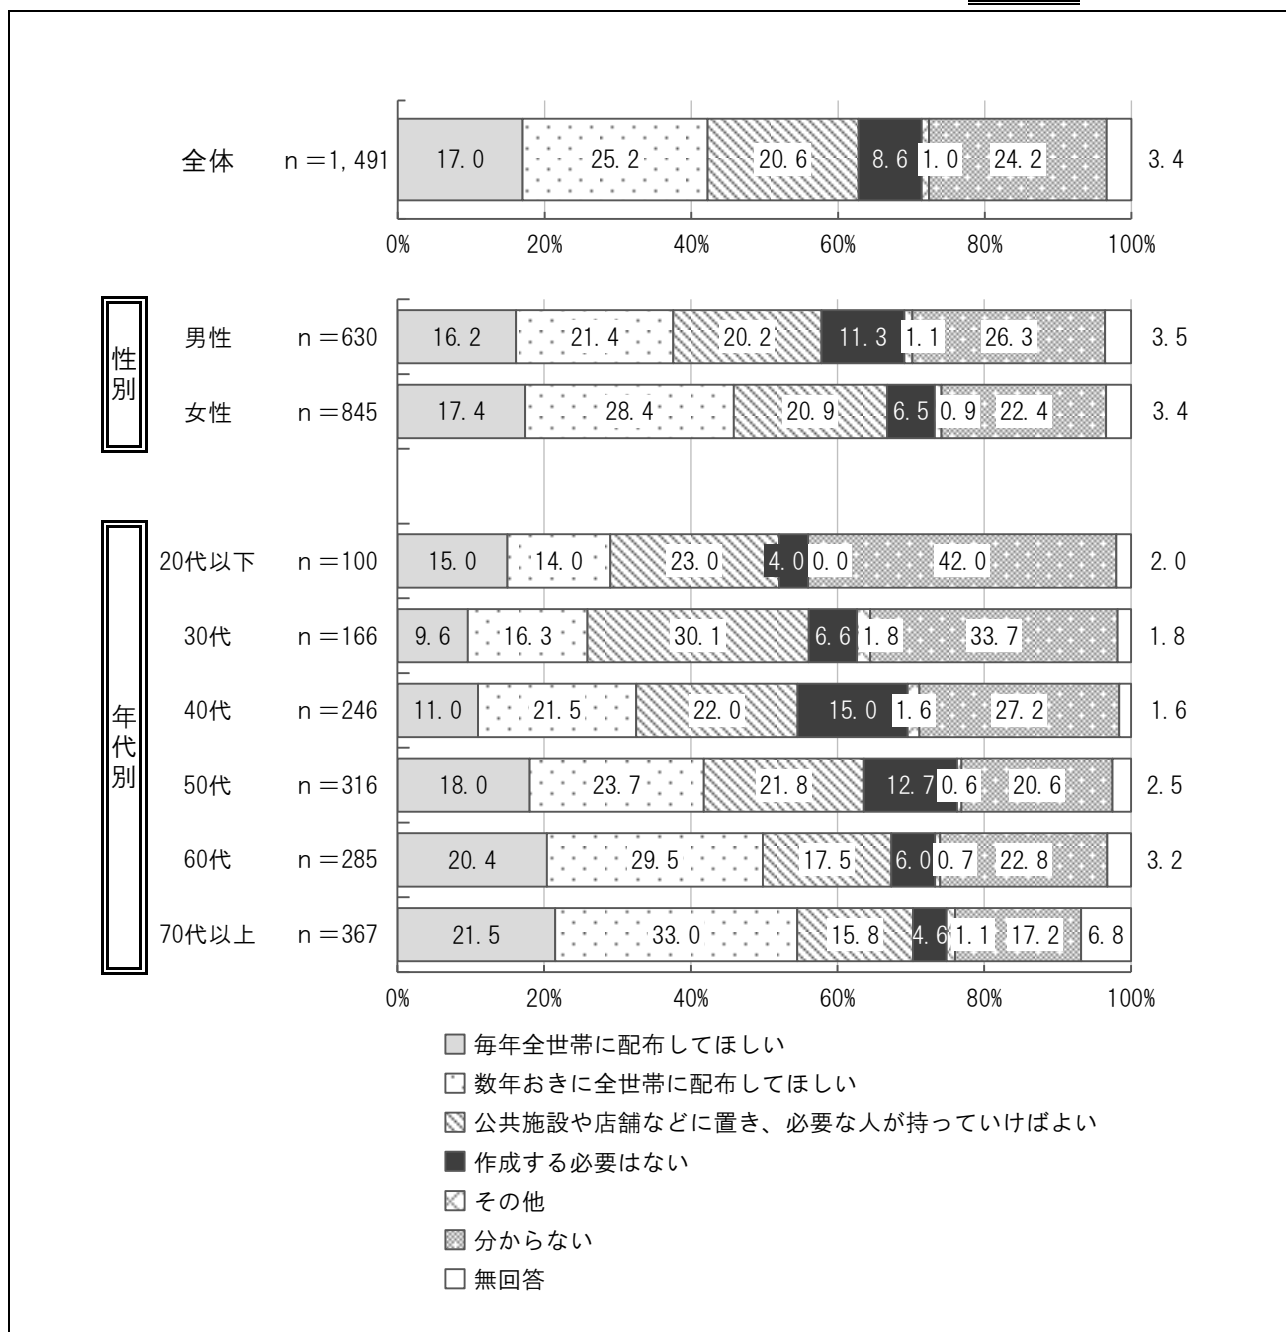 全体 n＝1,491 17.0 25.2 20.6 8.6 1.0 24.2 3.4
0% 20% 40% 60% 80% 100%
性別
男性 n＝630 16.2 21.4 20.2 11.3 1.1 26.3 3.5
女性 n＝845 17.4 28.4 20.9 6.5 0.9 22.4 3.4
年代別
20代以下 n＝100 15.0 14.0 23.0 4.0 0.0 42.0 2.0
30代 n＝166 9.6 16.3 30.1 6.6 1.8 33.7 1.8
40代 n＝246 11.0 21.5 22.0 15.0 1.6 27.2 1.6
50代 n＝316 18.0 23.7 21.8 12.7 0.6 20.6 2.5
60代 n＝285 20.4 29.5 17.5 6.0 0.7 22.8 3.2
70代以上 n＝367 21.5 33.0 15.8 4.6 1.1 17.2 6.8
0% 20% 40% 60% 80% 100%
毎年全世帯に配布してほしい
数年おきに全世帯に配布してほしい
公共施設や店舗などに置き、必要な人が持っていけばよい
作成する必要はない
その他
分からない
無回答